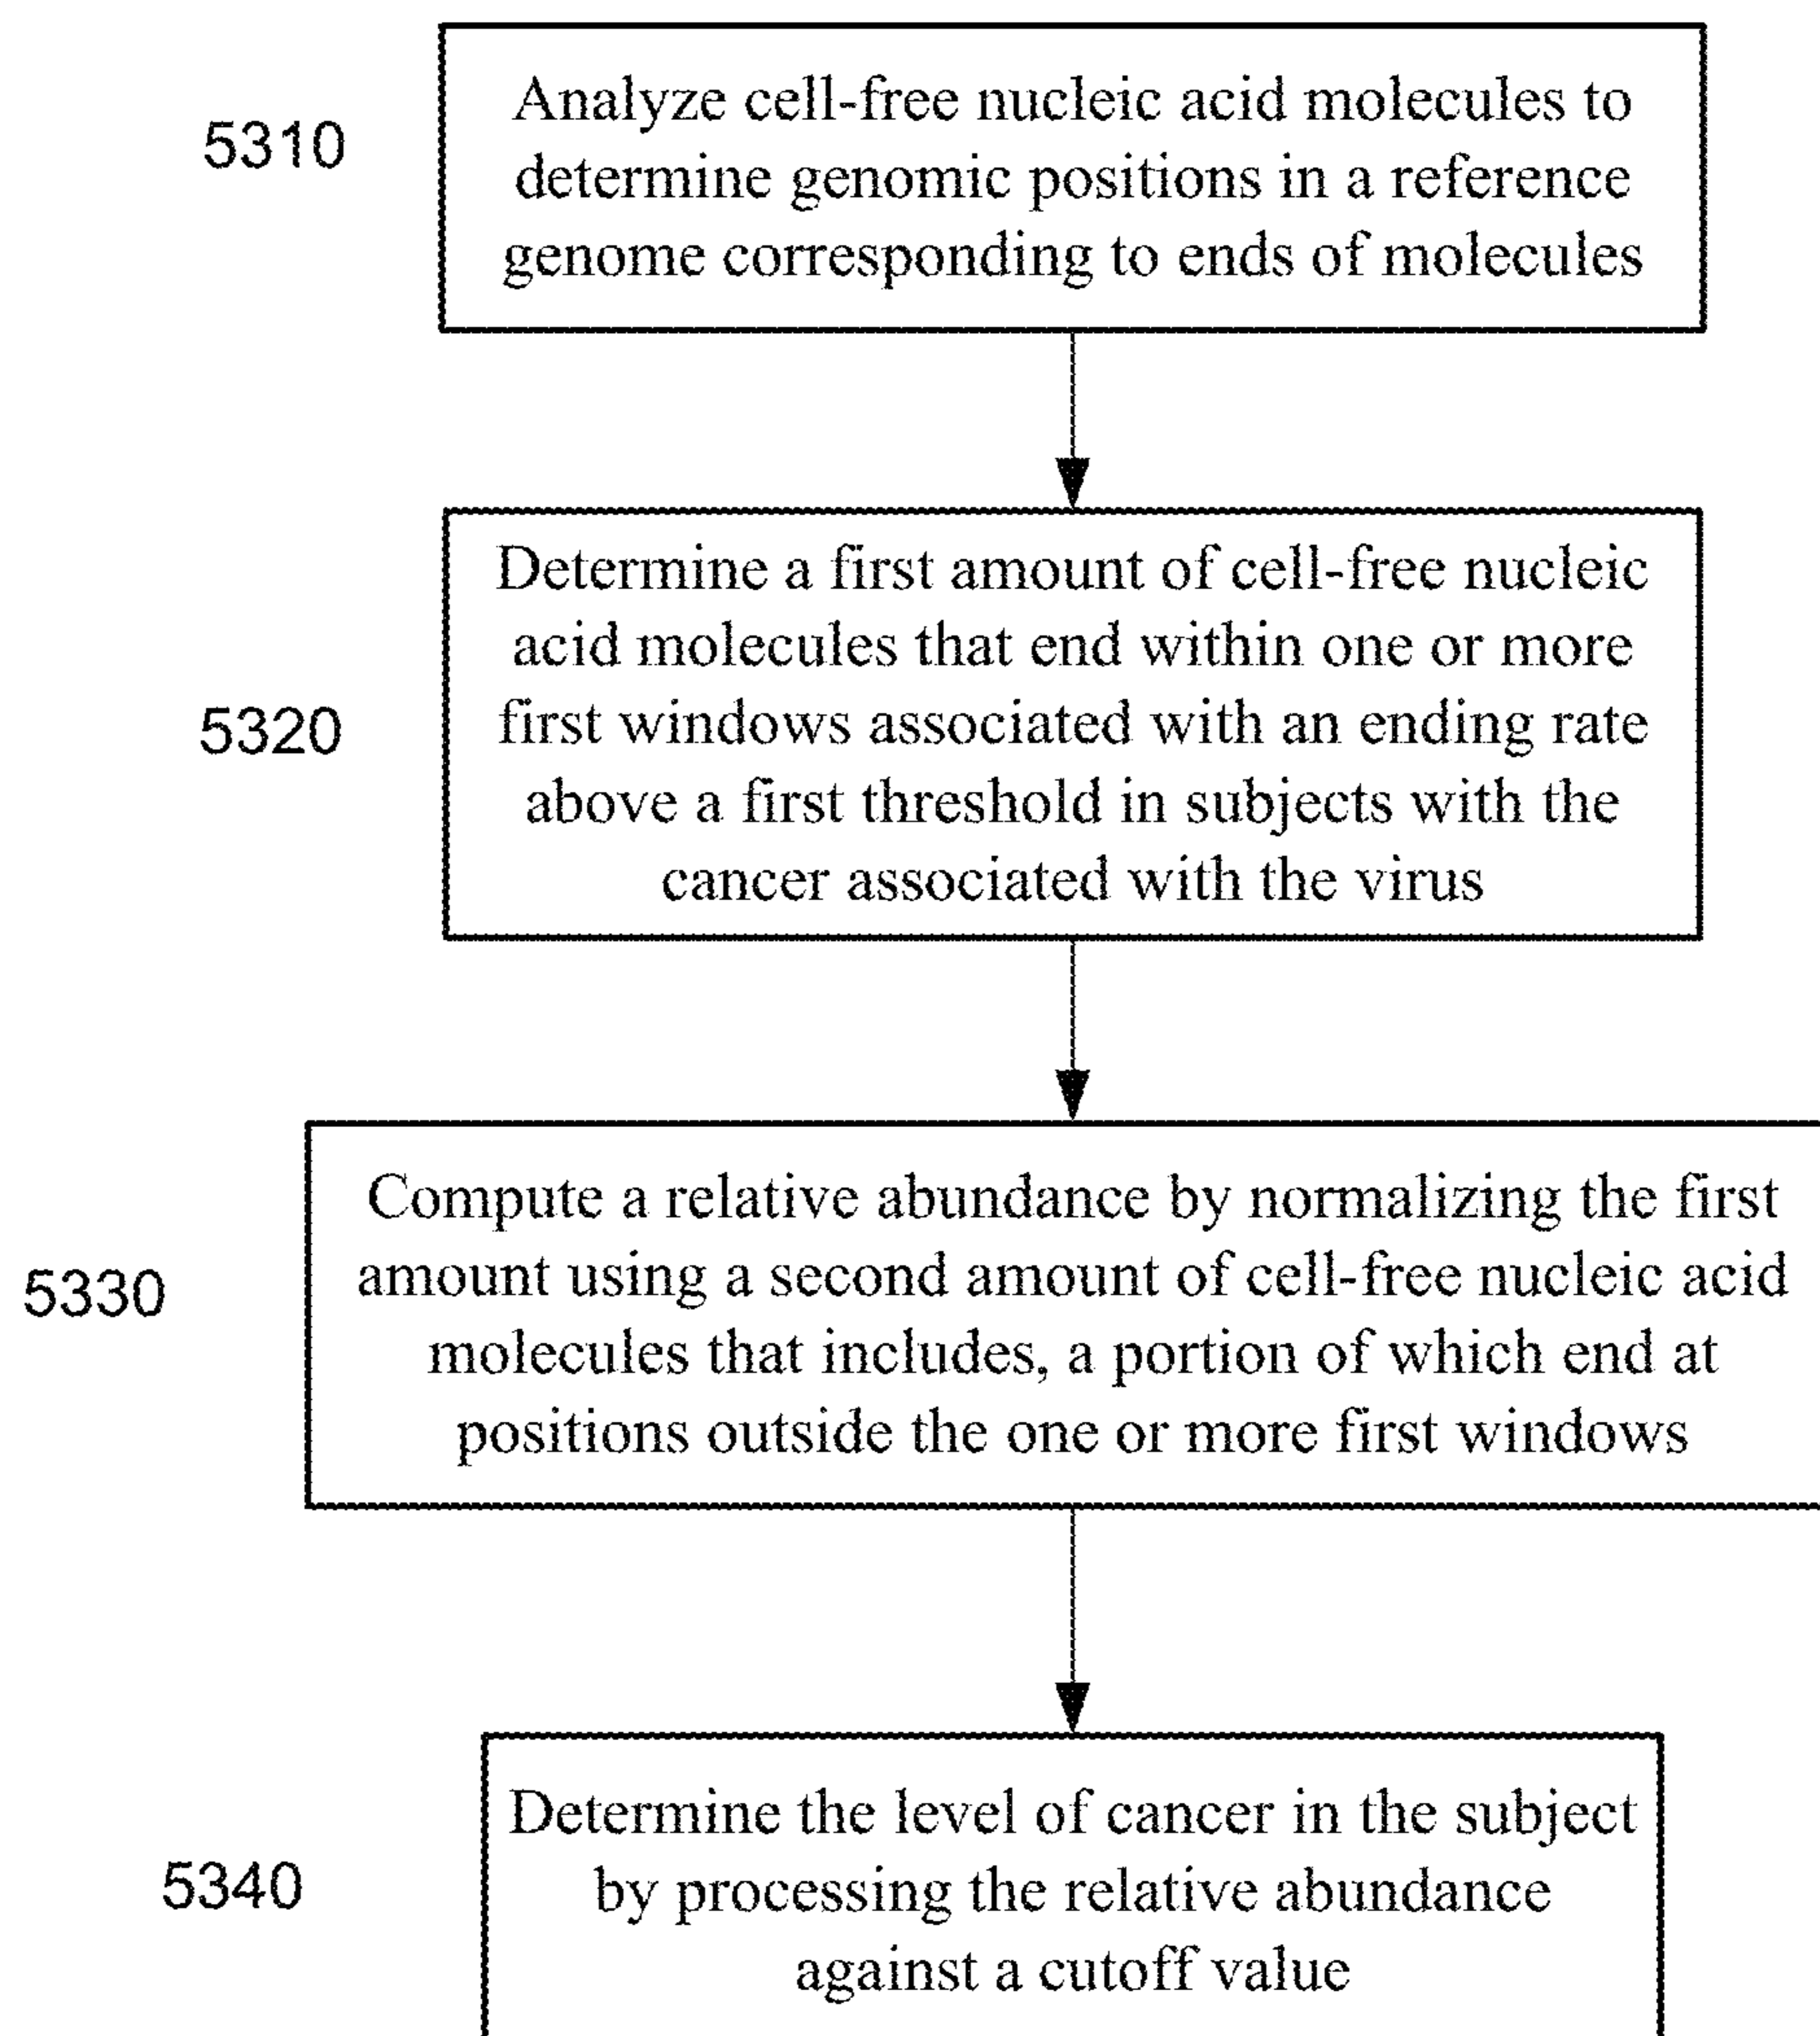 5310
Analyze cell-free nucleic acid molecules to
determine genomic positions in a reference
genome corresponding to ends of molecules
5320
Determine a first amount of cell-free nucleic
acid molecules that end within one or more
first windows associated with an ending rate
above a first threshold in subjects with the
cancer associated with the virus
5330
Compute a relative abundance by normalizing the first
amount using a second amount of cell-free nucleic acid
molecules that includes, a portion of which end at
positions outside the one or more first windows
5340
Determine the level of cancer in the subject
by processing the relative abundance
against a cutoff value